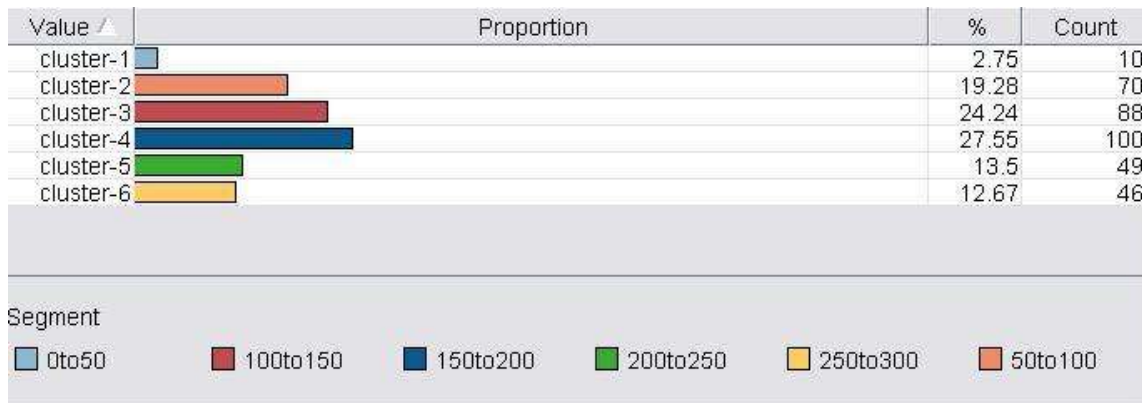 Value Proportion % Count
cluster-1 2.75 10
cluster-2 19.28 70
cluster-3 24.24 88
cluster-4 27.55 100
cluster-5 13.5 49
cluster-6 12.67 46
Segment
0to50 100to150 150to200 200to250 250to300 50to100